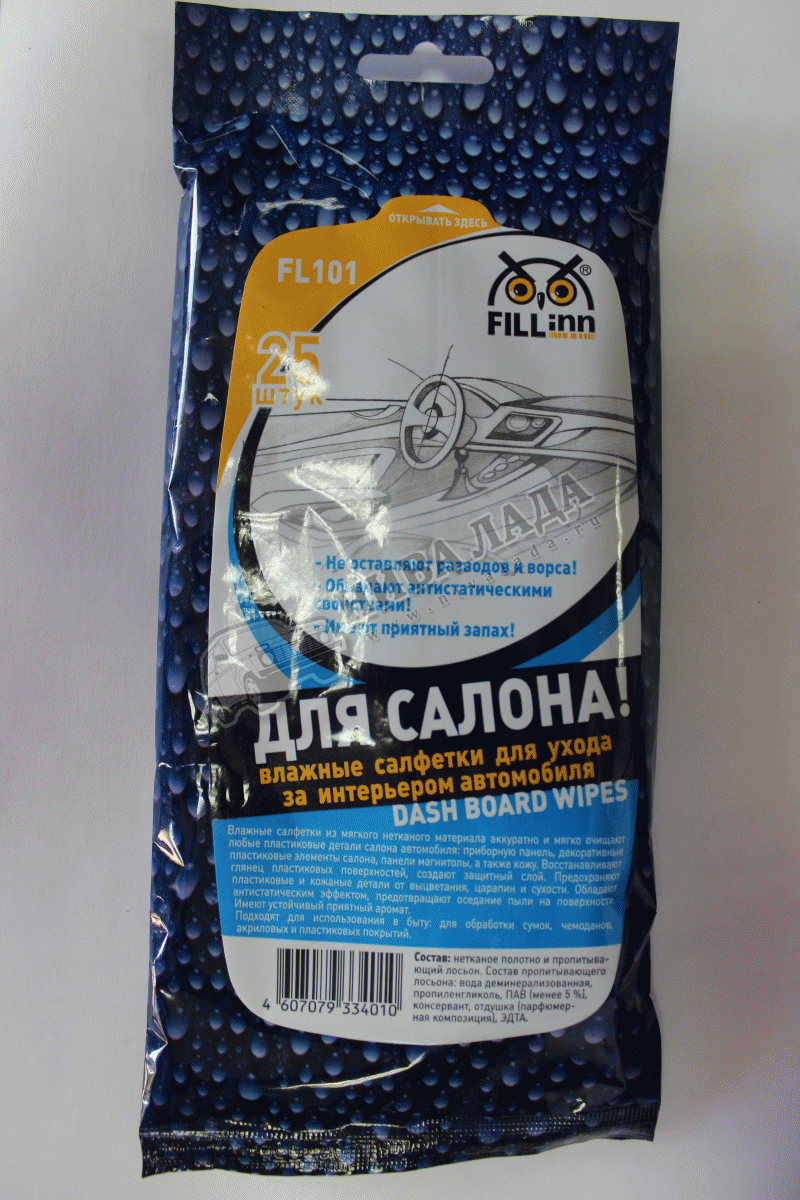 ОТКРЫВАТЬ ЗДЕСЬ
FL101
®
FILLinn
25
ШТУК
- Не оставляют разводов и ворса!
- Обладают антистатическими
свойствами!
- Имеют приятный запах!
НИВА ЛАДА
www.nivalada.ru
ДЛЯ САЛОНА!
влажные салфетки для ухода
за интерьером автомобиля
DASH BOARD WIPES
Влажные салфетки из мягкого нетканого материала аккуратно и мягко очищают
любые пластиковые детали салона автомобиля: приборную панель, декоративные
пластиковые элементы салона, панели магнитолы, а также кожу. Восстанавливают
глянец пластиковых поверхностей, создают защитный слой. Предохраняют
пластиковые и кожаные детали от выцветания, царапин и сухости. Обладают
антистатическим эффектом, предотвращают оседание пыли на поверхности.
Имеют устойчивый приятный аромат.
Подходят для использования в быту: для обработки сумок, чемоданов,
акриловых и пластиковых покрытий.
Состав: нетканое полотно и пропитыва-
ющий лосьон. Состав пропитывающего
лосьона: вода деминерализованная,
пропиленгликоль, ПАВ (менее 5 %),
консервант, отдушка (парфюмер-
ная композиция), ЭДТА.
4 607079 334010